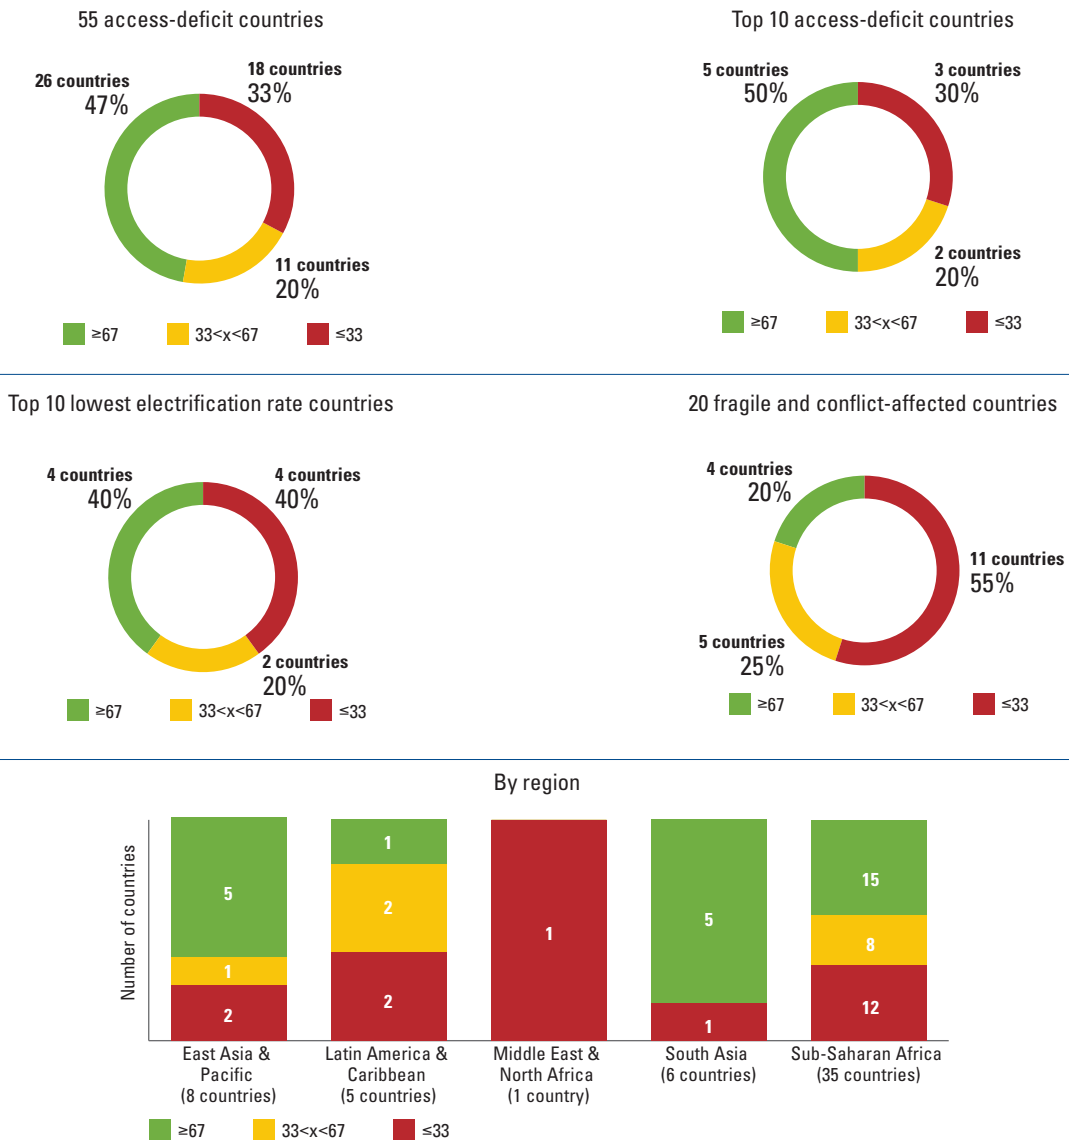 55 access-deficit countries
26 countries
47%
18 countries
33%
11 countries
20%
≥67
33<x<67
≤33
Top 10 access-deficit countries
5 countries
50%
3 countries
30%
2 countries
20%
≥67
33<x<67
≤33
Top 10 lowest electrification rate countries
4 countries
40%
4 countries
40%
2 countries
20%
≥67
33<x<67
≤33
20 fragile and conflict-affected countries
4 countries
20%
11 countries
55%
5 countries
25%
≥67
33<x<67
≤33
By region
Number of countries
5
1
2
1
2
2
1
5
1
15
8
12
East Asia &
Pacific
(8 countries)
Latin America &
Caribbean
(5 countries)
Middle East &
North Africa
(1 country)
South Asia
(6 countries)
Sub-Saharan Africa
(35 countries)
≥67
33<x<67
≤33